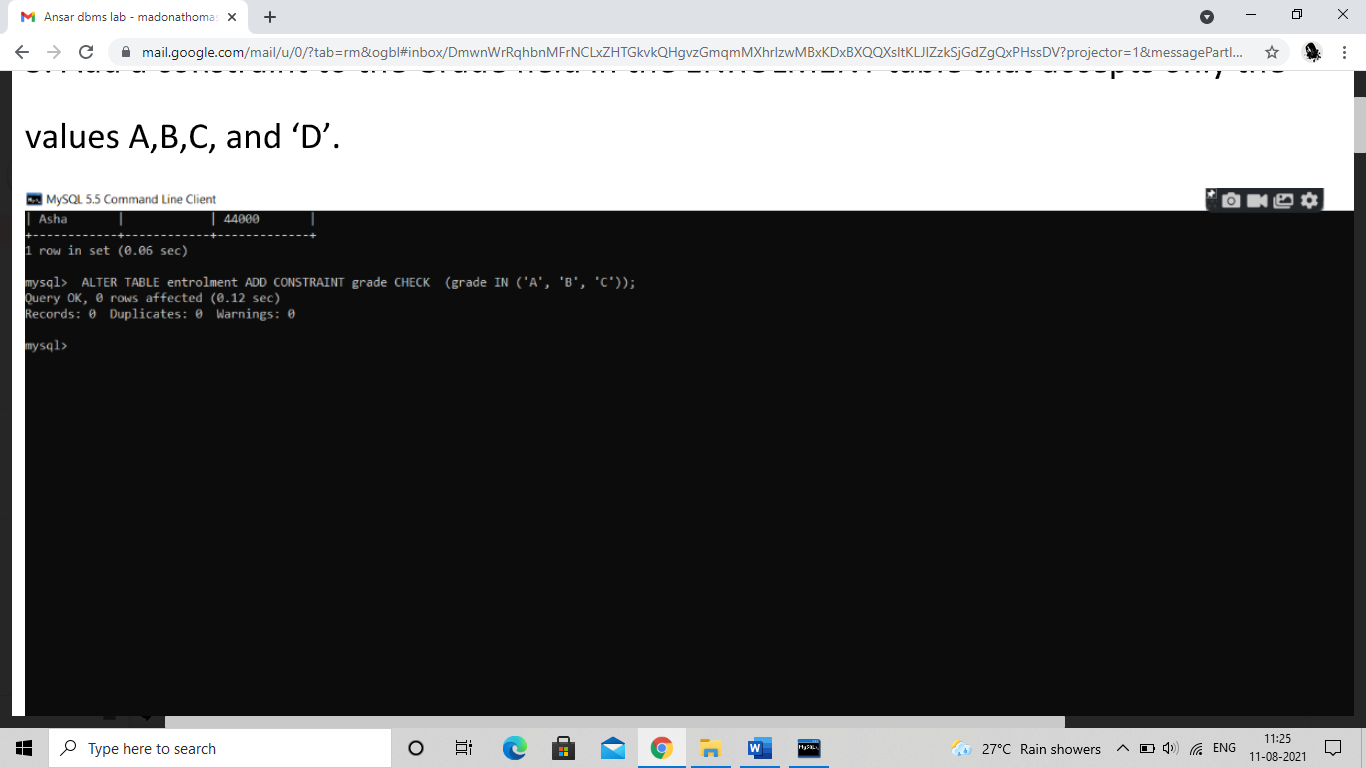 Ansar dbms lab - madonathoma
mail.google.com/mail/u/0/?tab=rm&ogbl#inbox/DmwnWrRqhbnMFrNCLxZHTGkvkQHgvzGmqmMXhrlzwMBxKDxBXQQXsltKLJlZzkSjGdZgQxPHssDV?projector=1&messagePartI...
values A,B,C, and ‘D’.
MySQL 5.5 Command Line Client
| Asha | | 44000 |
+------------+------------+-------------+
1 row in set (0.06 sec)
mysql> ALTER TABLE entrolment ADD CONSTRAINT grade CHECK (grade IN ('A', 'B', 'C'));
Query OK, 0 rows affected (0.12 sec)
Records: 0 Duplicates: 0 Warnings: 0
mysql>
Type here to search
27°C Rain showers
ENG
11:25
11-08-2021